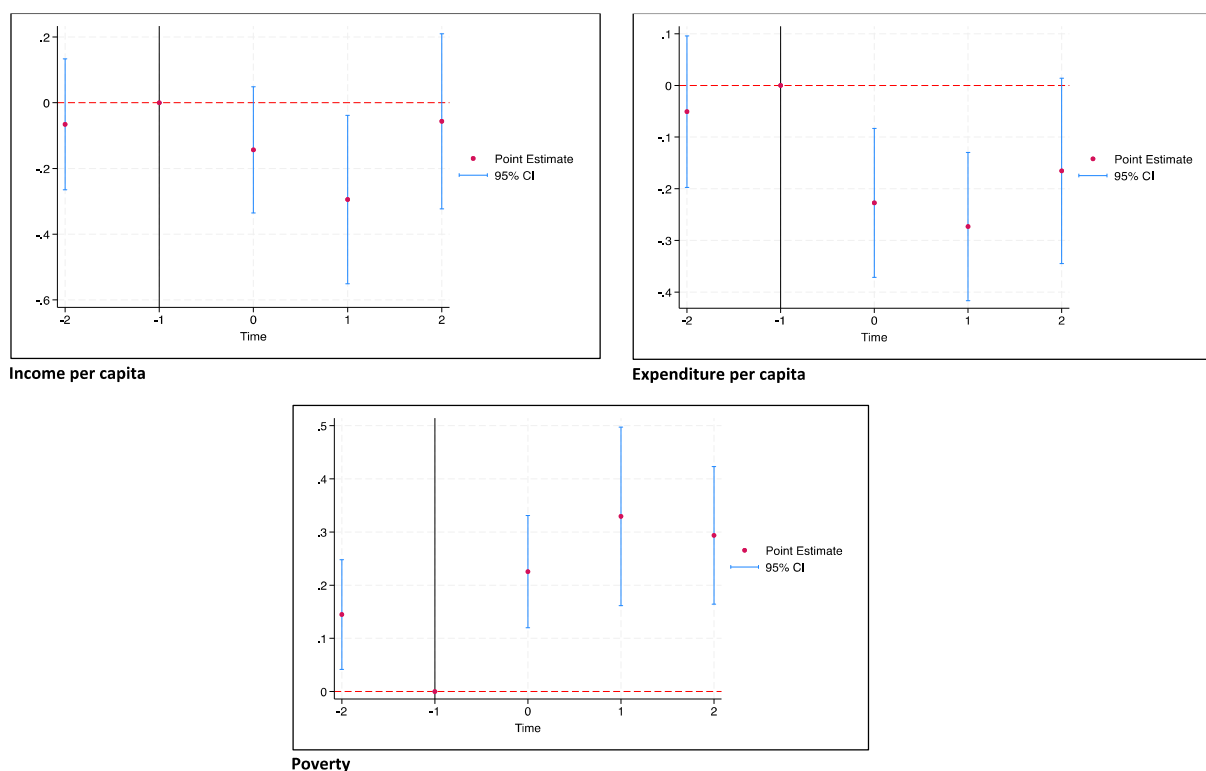 .2
0
-.2
-.4
-.6
-2
-1
0
1
2
Time
Point Estimate
95% CI
Income per capita
.1
0
-.1
-.2
-.3
-.4
-2
-1
0
1
2
Time
Point Estimate
95% CI
Expenditure per capita
.5
.4
.3
.2
.1
0
-2
-1
0
1
2
Time
Point Estimate
95% CI
Poverty